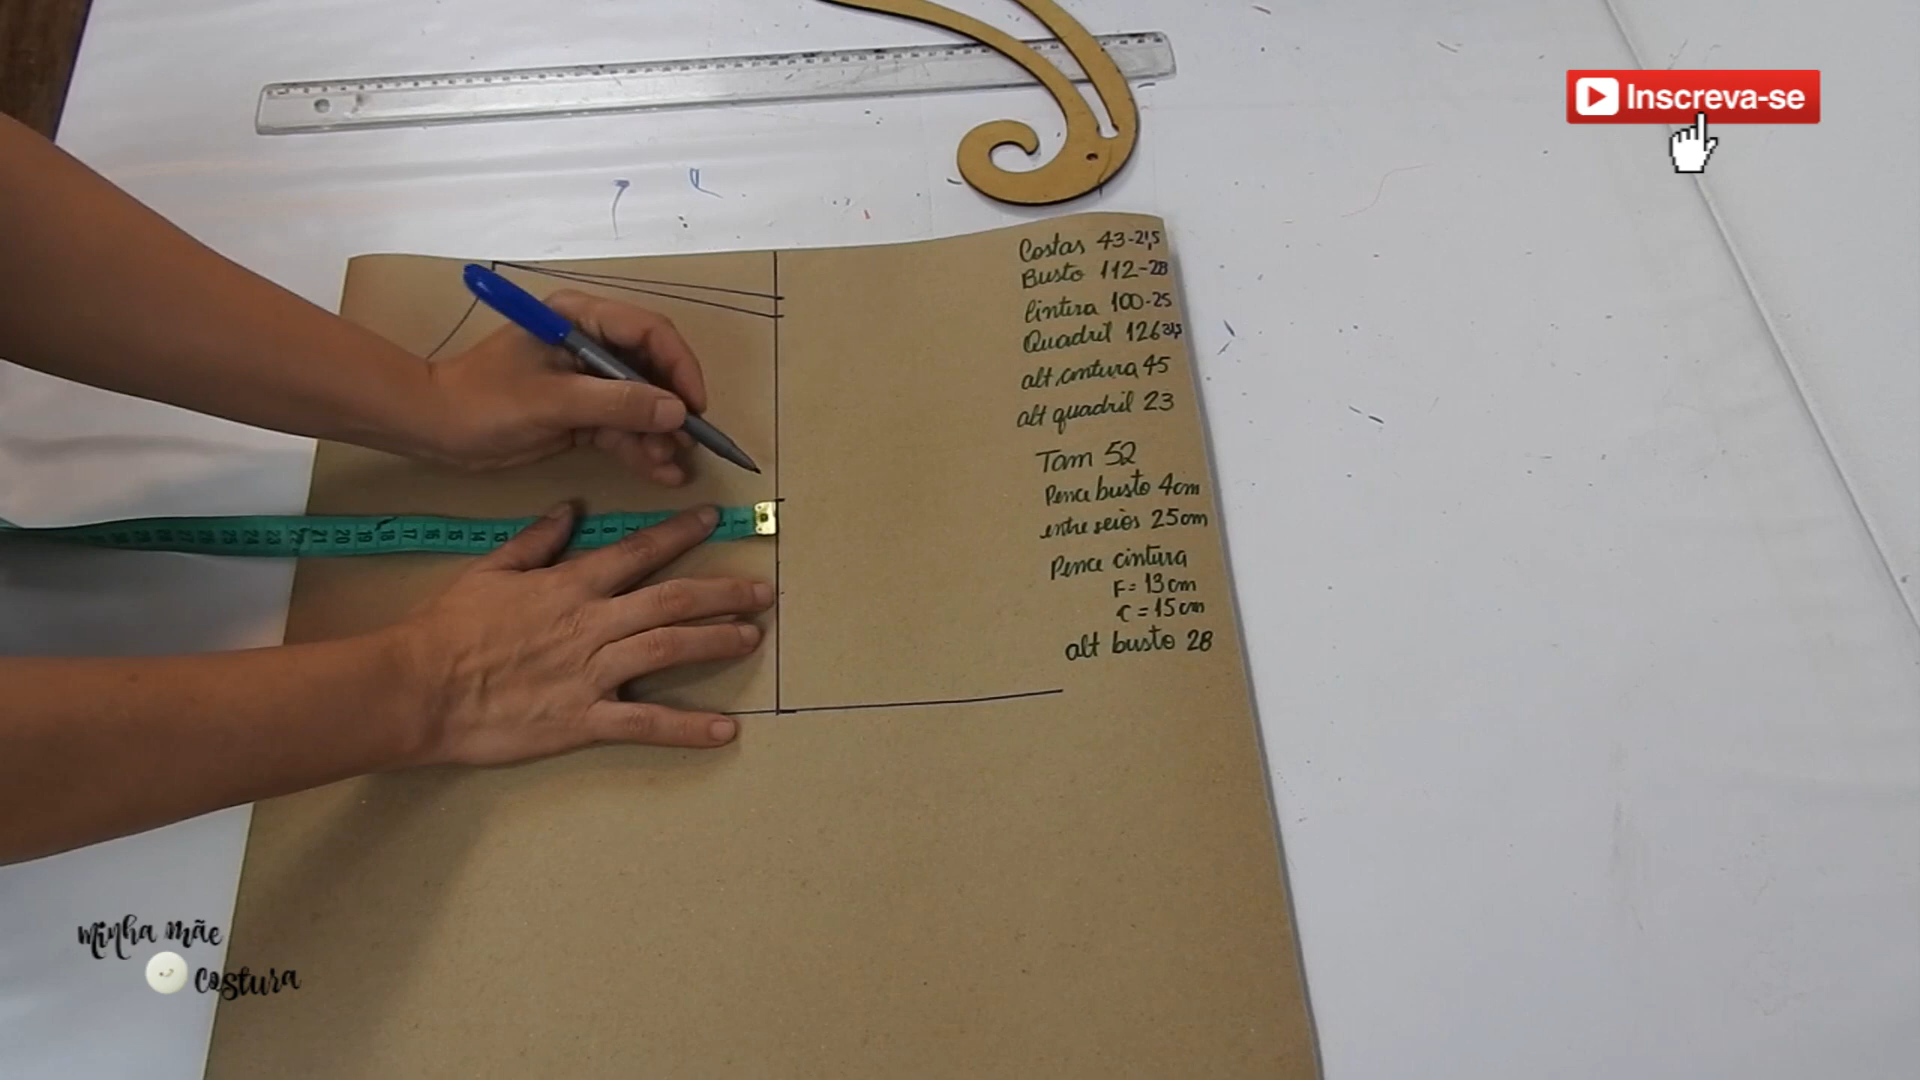 Inscreva-se
Costas 43-21,5
Busto 112-28
Cintura 100-25
Quadril 126 31,5
alt cintura 45
alt quadril 23
Tam 52
Pence busto 4cm
entre seios 25cm
Pence cintura
F = 13cm
C = 15cm
alt busto 28
minha mãe
costura